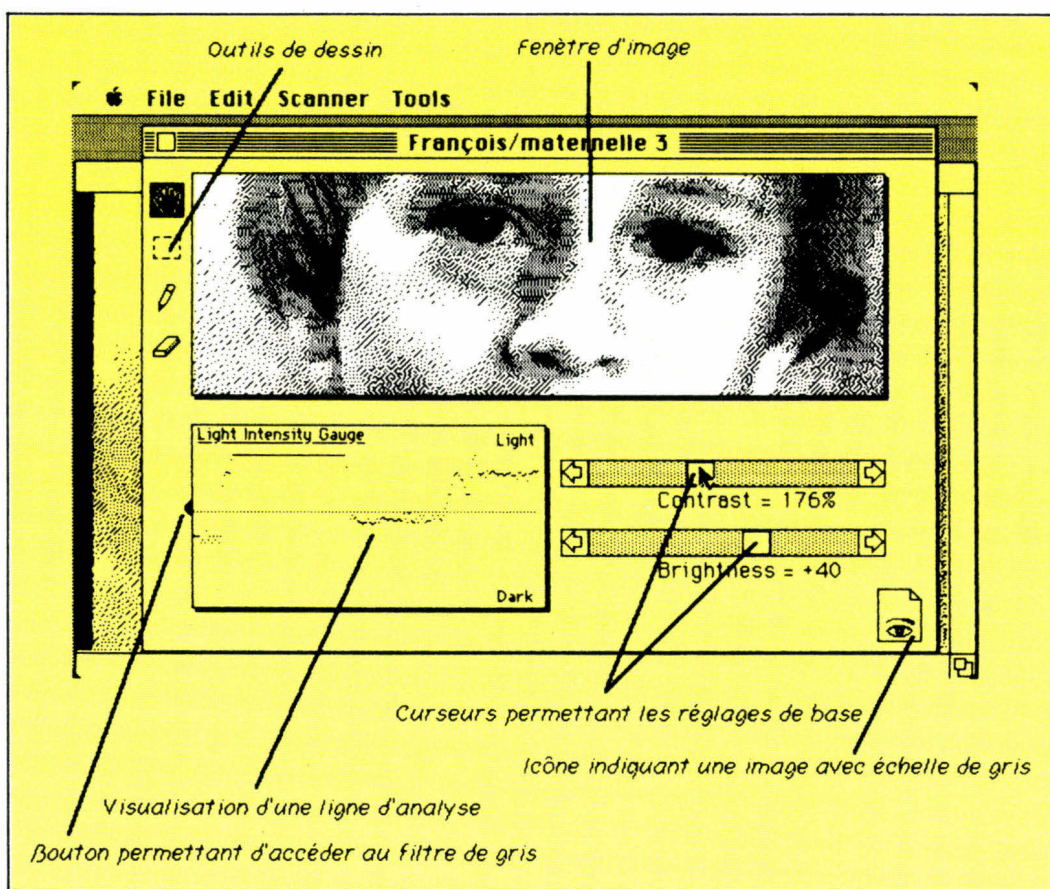 Outils de dessin
Fenètre d'image
File Edit Scanner Tools
François/maternelle 3
Light Intensity Gauge
Light
Contrast = 176%
Brightness = +40
Dark
Curseurs permettant les réglages de base
Icône indiquant une image avec échelle de gris
Visualisation d'une ligne d'analyse
Bouton permettant d'accéder au filtre de gris